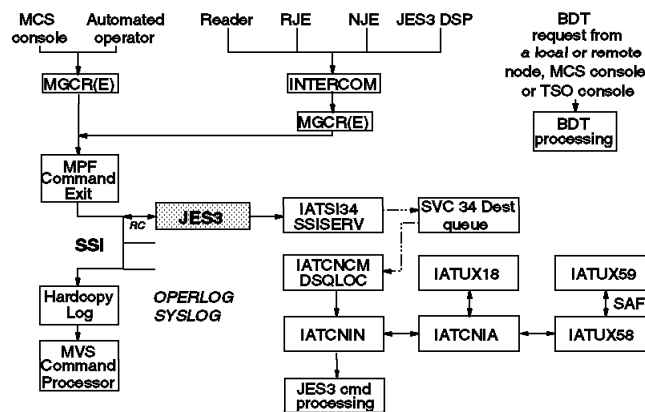 MCS
console
Automated
operator
Reader
RJE
NJE
JES3 DSP
BDT
request from
a local or remote
node, MCS console
or TSO console
MGCR(E)
INTERCOM
MGCR(E)
BDT
processing
MPF
Command
Exit
RC
JES3
IATSI34
SSISERV
SVC 34 Dest
queue
SSI
IATCNCM
DSQLOC
IATUX18
IATUX59
Hardcopy
Log
OPERLOG
SYSLOG
SAF
IATCNIN
IATCNIA
IATUX58
MVS
Command
Processor
JES3 cmd
processing